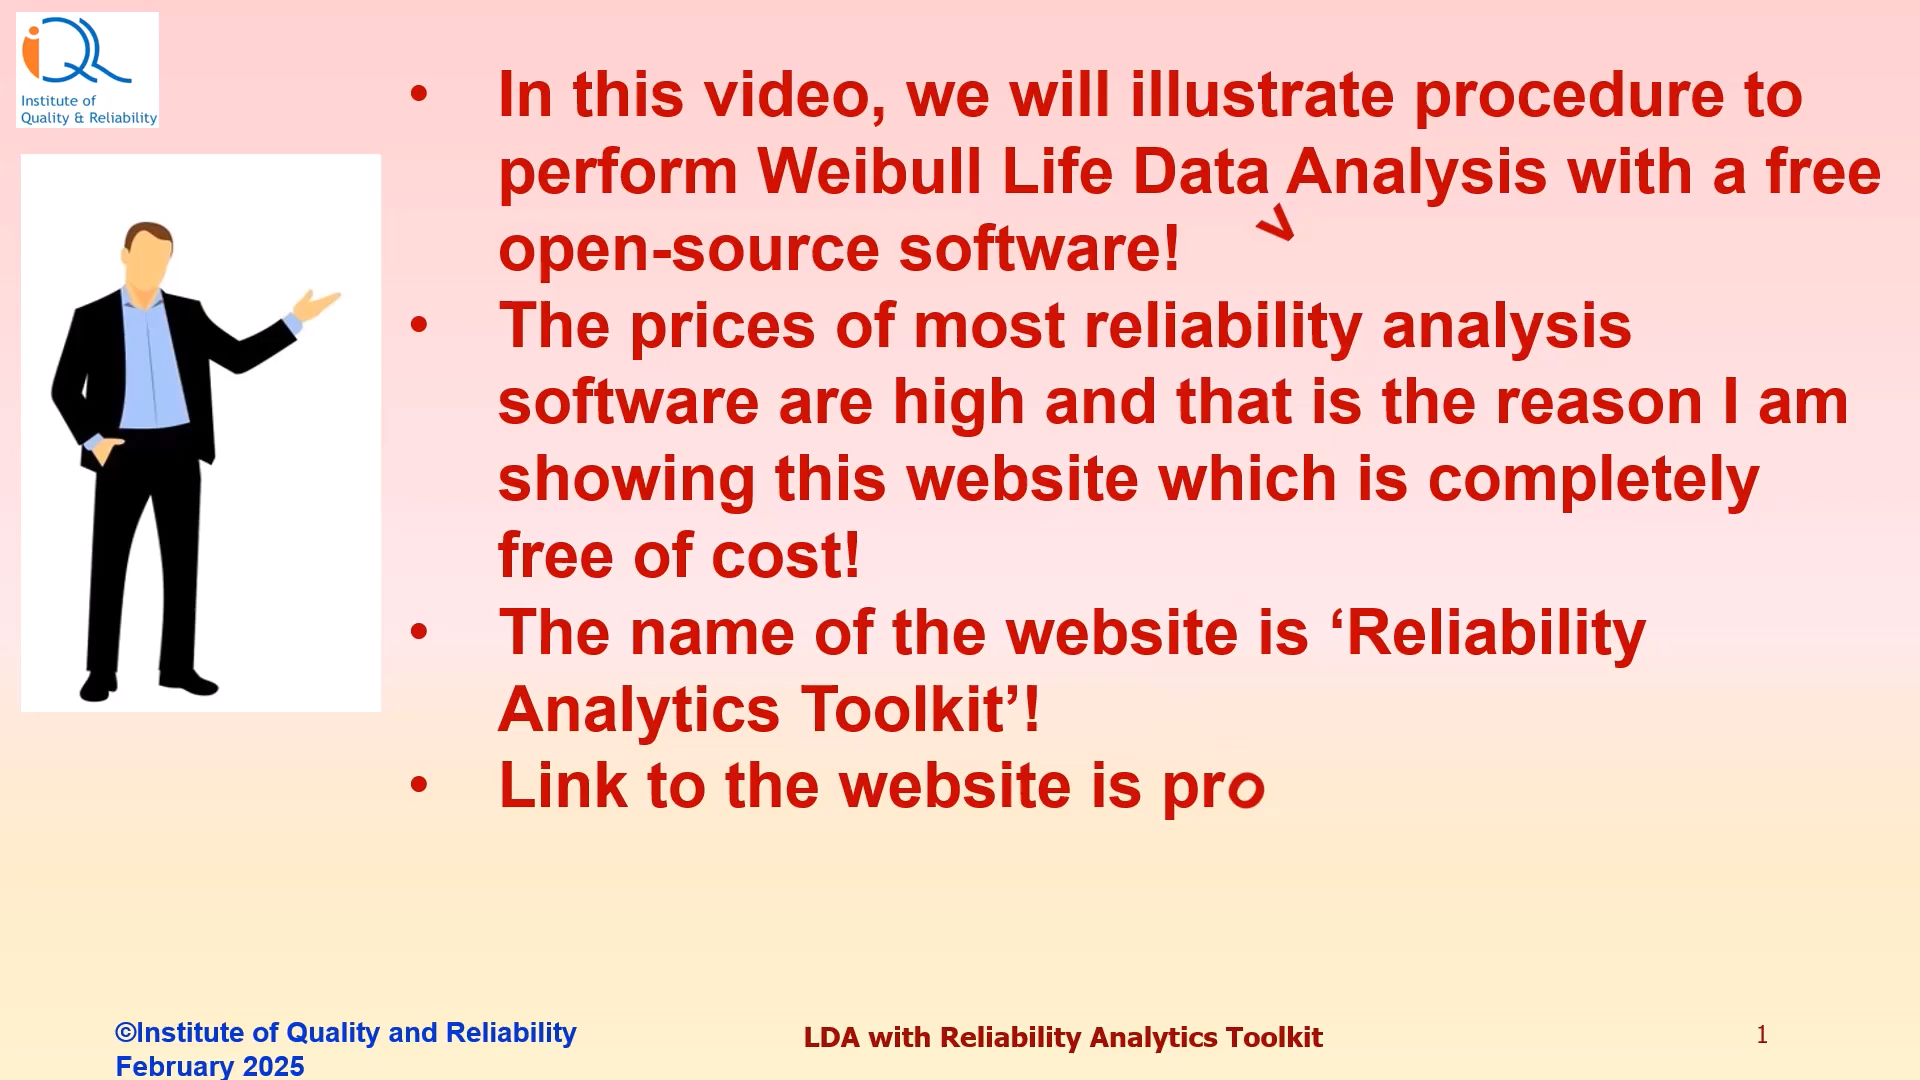 iQR
Institute of
Quality & Reliability
• In this video, we will illustrate procedure to
perform Weibull Life Data Analysis with a free
open-source software!
v
• The prices of most reliability analysis
software are high and that is the reason I am
showing this website which is completely
free of cost!
• The name of the website is ‘Reliability
Analytics Toolkit’!
• Link to the website is pro
©Institute of Quality and Reliability
February 2025
LDA with Reliability Analytics Toolkit
1